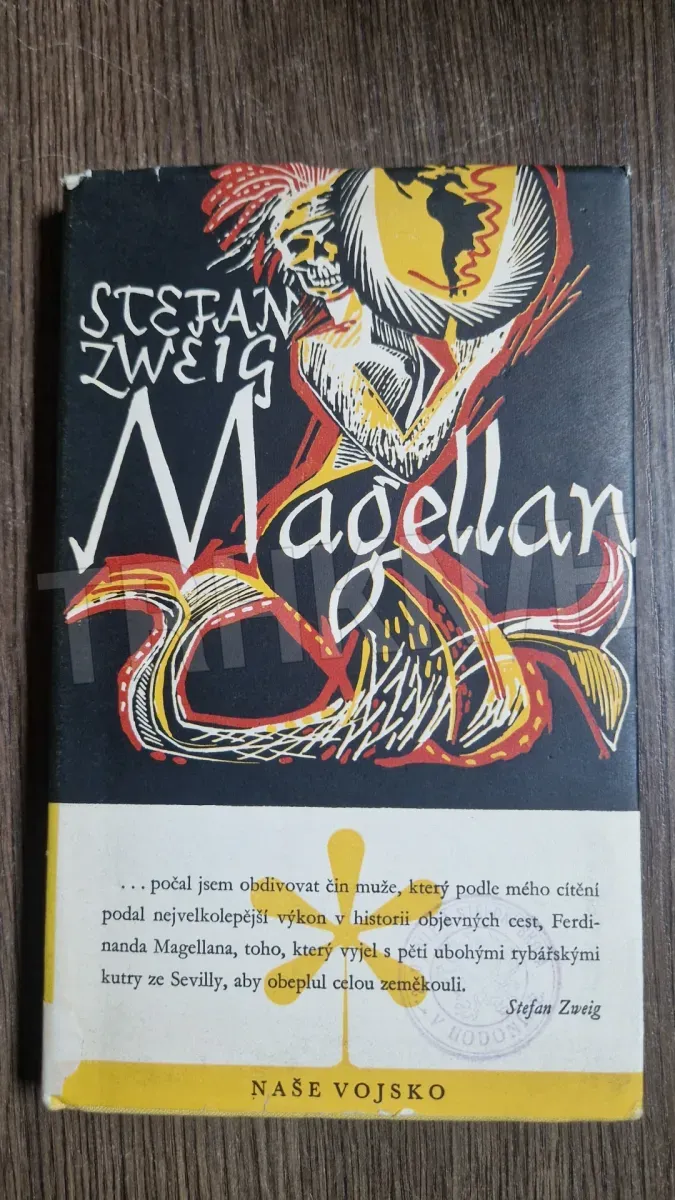 STEFAN
ZWEIG
Magellan
... počal jsem obdivovat čin muže, který podle mého cítění
podal nejvelkolepější výkon v historii objevných cest, Ferdi-
nanda Magellana, toho, který vyjel s pěti ubohými rybářskými
kutry ze Sevilly, aby obeplul celou zeměkouli.
Stefan Zweig
NAŠE VOJSKO